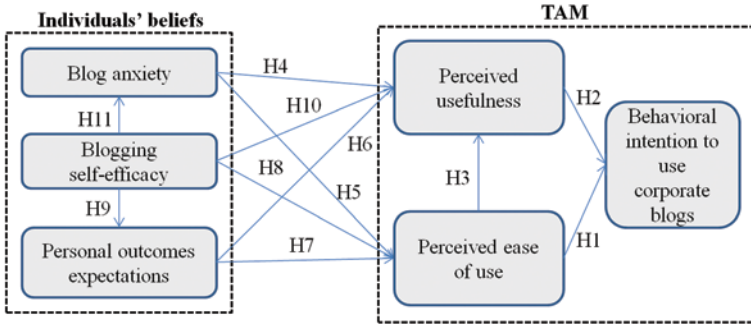 Individuals' beliefs
TAM
Blog anxiety
H4
Perceived
usefulness
H10
H2
H11
H6
Behavioral
intention to
use
corporate
blogs
Blogging
self-efficacy
H8
H3
H9
H5
Personal outcomes
expectations
H7
Perceived ease
of use
H1